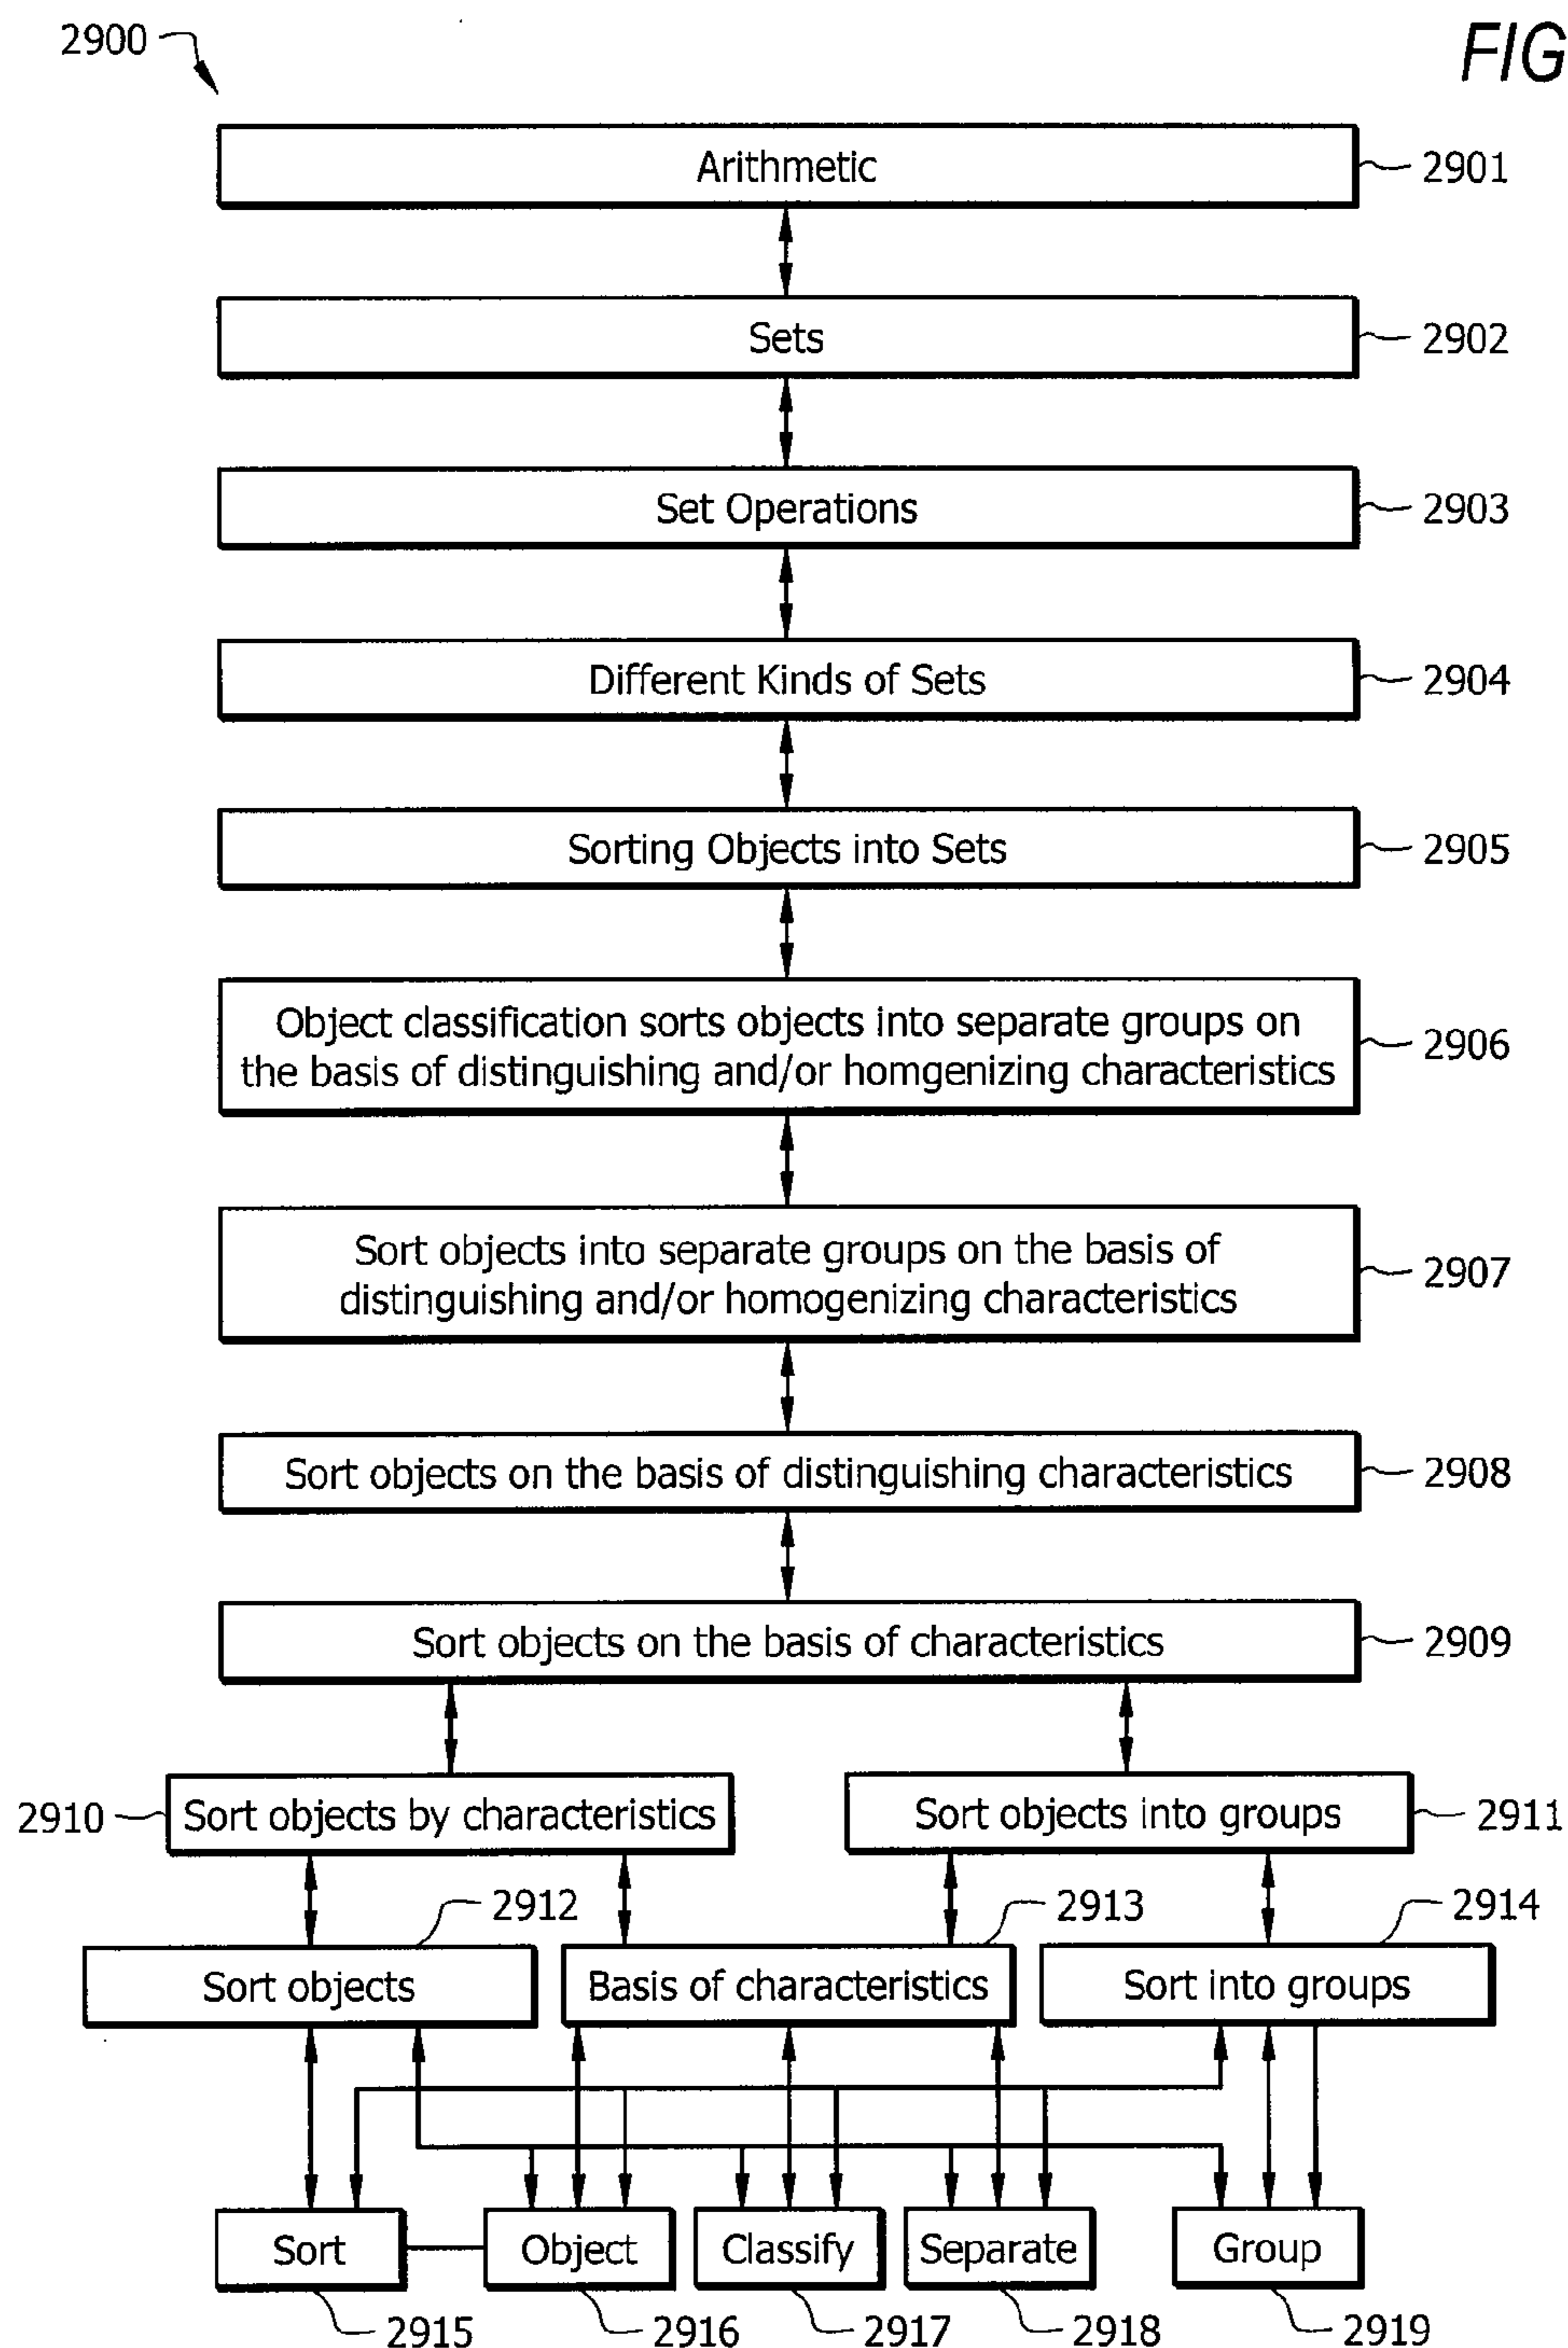 2900
FIG
Arithmetic
2901
Sets
2902
Set Operations
2903
Different Kinds of Sets
2904
Sorting Objects into Sets
2905
Object classification sorts objects into separate groups on
the basis of distinguishing and/or homgenizing characteristics
2906
Sort objects into separate groups on the basis of
distinguishing and/or homogenizing characteristics
2907
Sort objects on the basis of distinguishing characteristics
2908
Sort objects on the basis of characteristics
2909
2910
Sort objects by characteristics
Sort objects into groups
2911
2912
2913
2914
Sort objects
Basis of characteristics
Sort into groups
Sort
Object
Classify
Separate
Group
2915
2916
2917
2918
2919